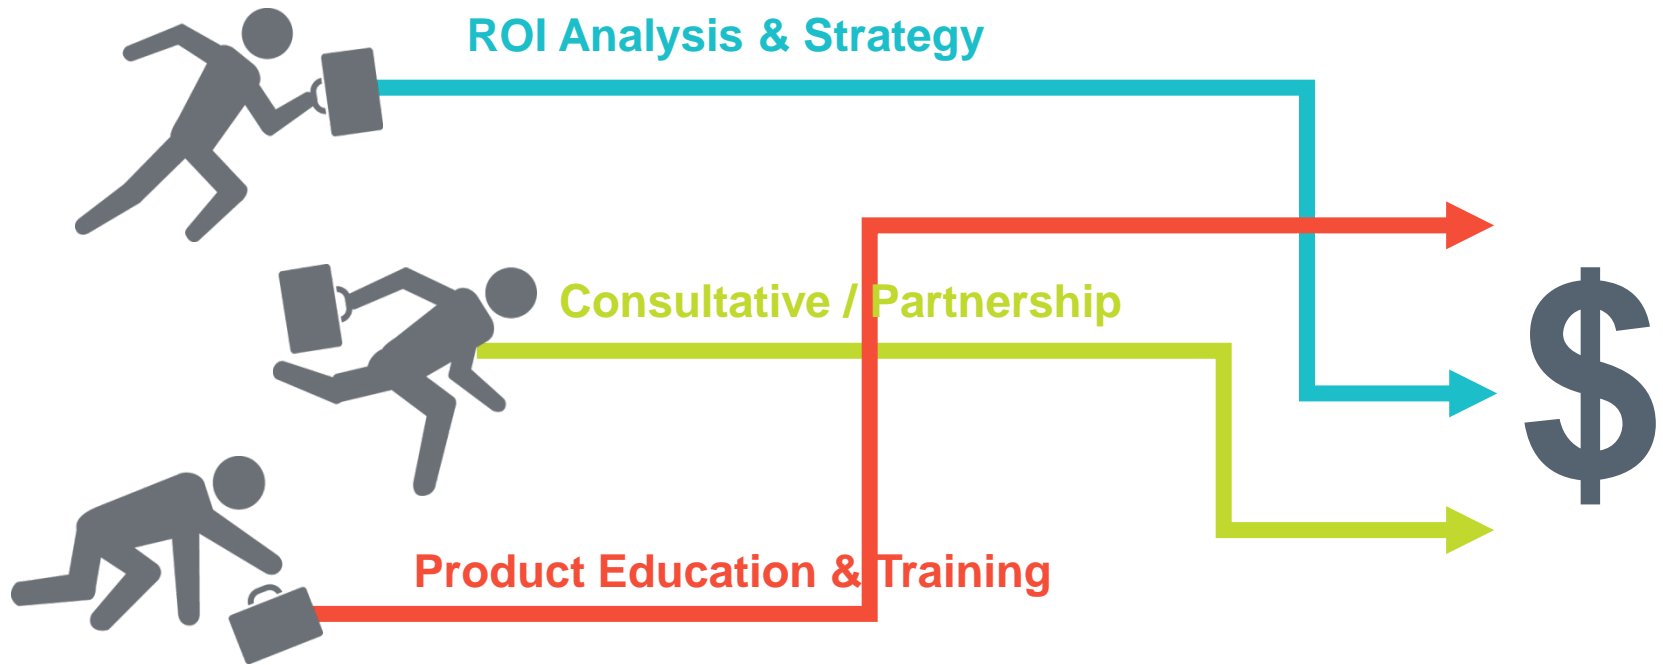 ROI Analysis & Strategy
Consultative / Partnership
Product Education & Training
$